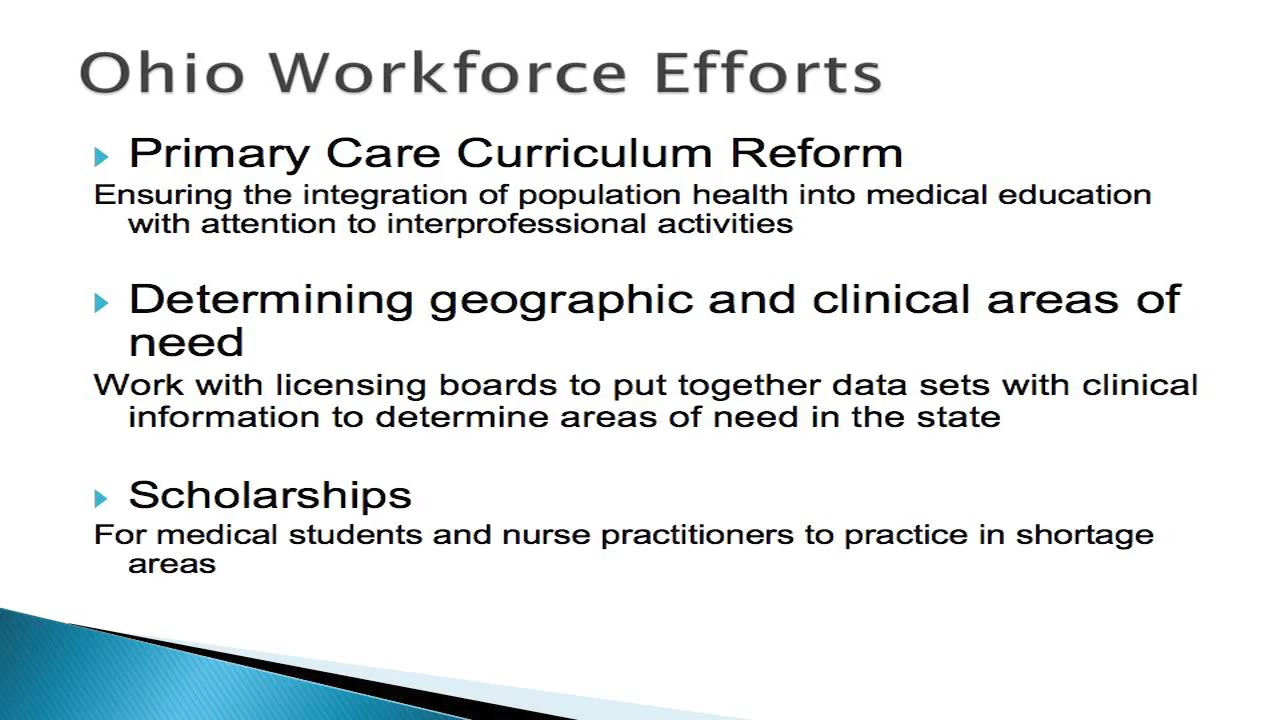 Ohio Workforce Efforts
Primary Care Curriculum Reform
Ensuring the integration of population health into medical education
with attention to interprofessional activities
Determining geographic and clinical areas of
need
Work with licensing boards to put together data sets with clinical
information to determine areas of need in the state
Scholarships
For medical students and nurse practitioners to practice in shortage
areas